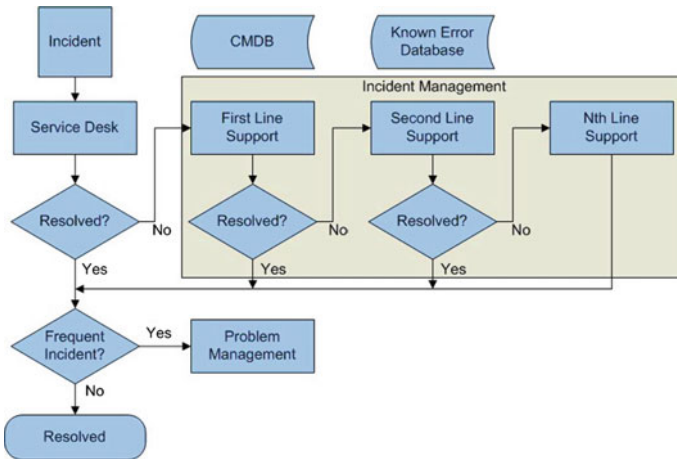 Incident
CMDB
Known Error
Database
Incident Management
Service Desk
First Line
Support
Second Line
Support
Nth Line
Support
Resolved?
No
Yes
Resolved?
No
Yes
Resolved?
No
Yes
Frequent
Incident?
Yes
No
Problem
Management
Resolved